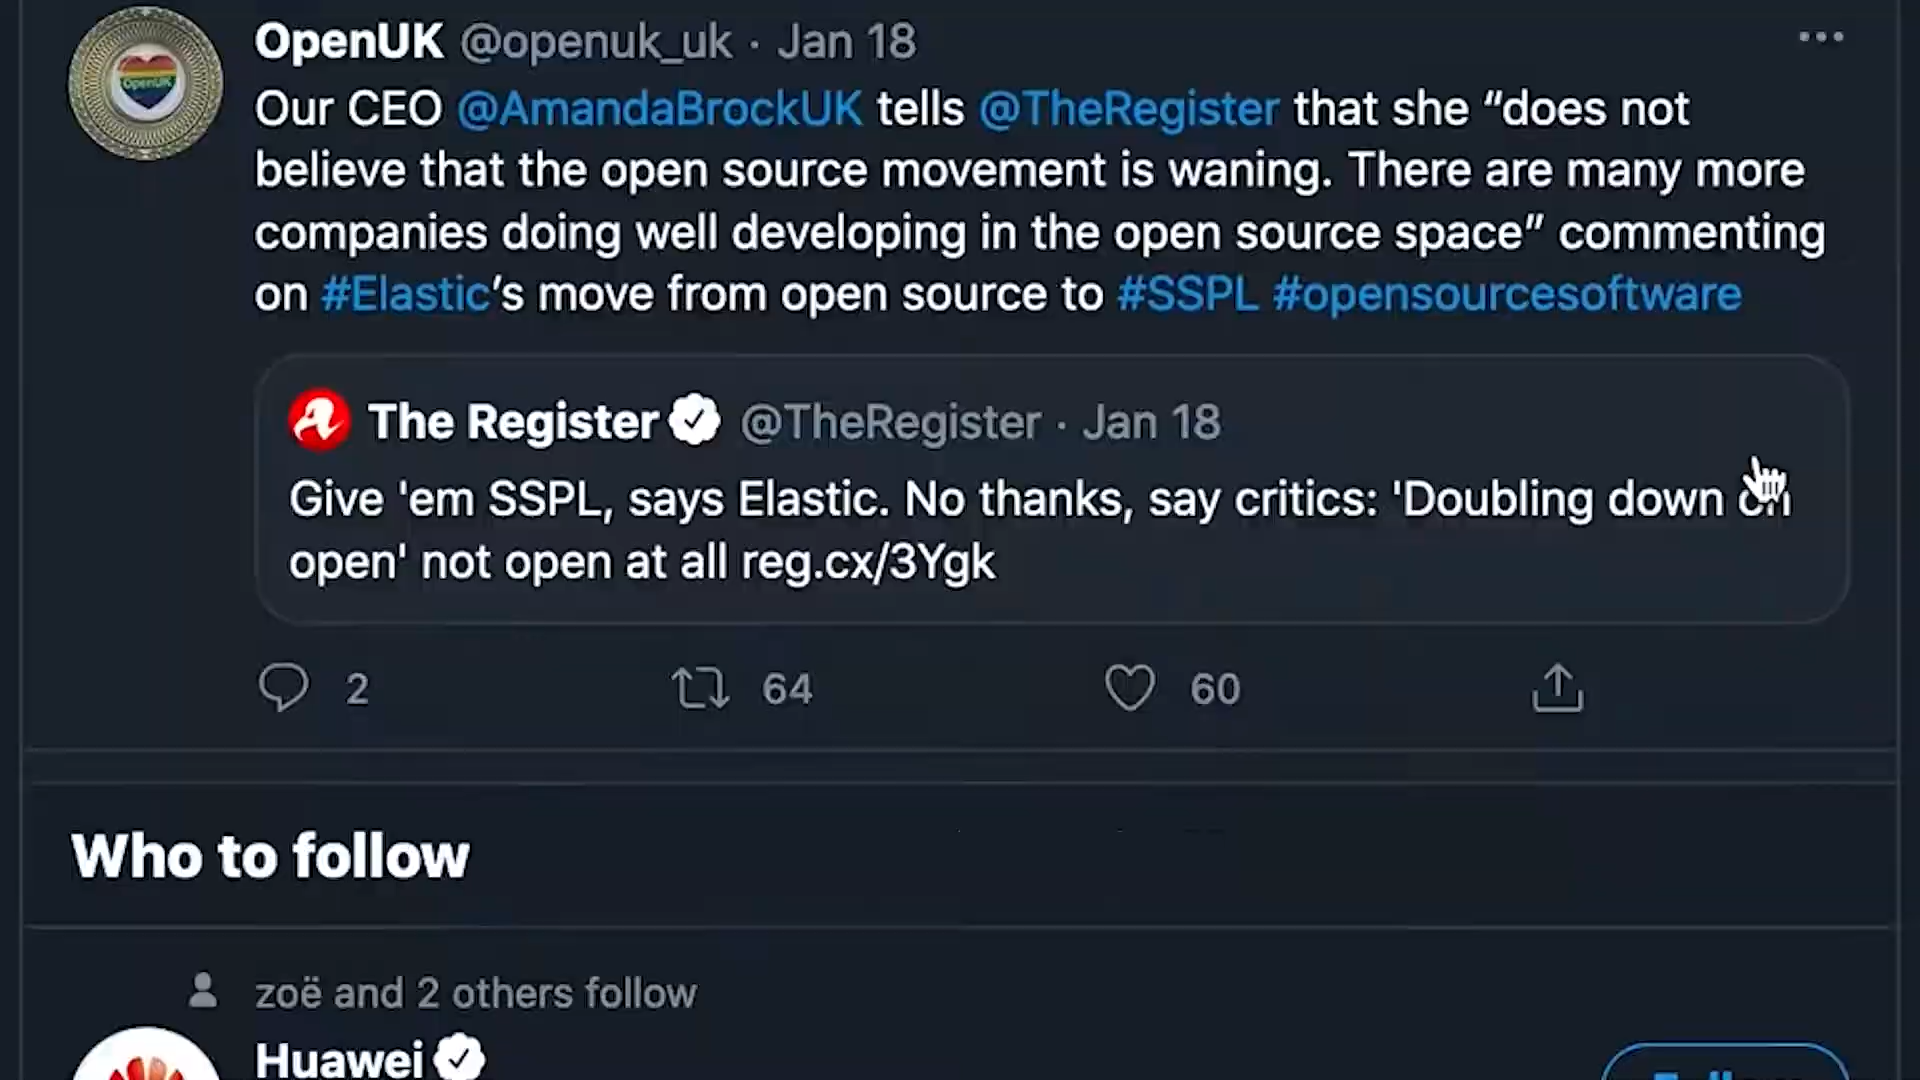 OpenUK @openuk_uk · Jan 18
Our CEO @AmandaBrockUK tells @TheRegister that she “does not
believe that the open source movement is waning. There are many more
companies doing well developing in the open source space” commenting
on #Elastic’s move from open source to #SSPL #opensourcesoftware
The Register @TheRegister · Jan 18
Give 'em SSPL, says Elastic. No thanks, say critics: 'Doubling down on
open' not open at all reg.cx/3Ygk
2 64 60
Who to follow
zoë and 2 others follow
Huawei
OpenUK